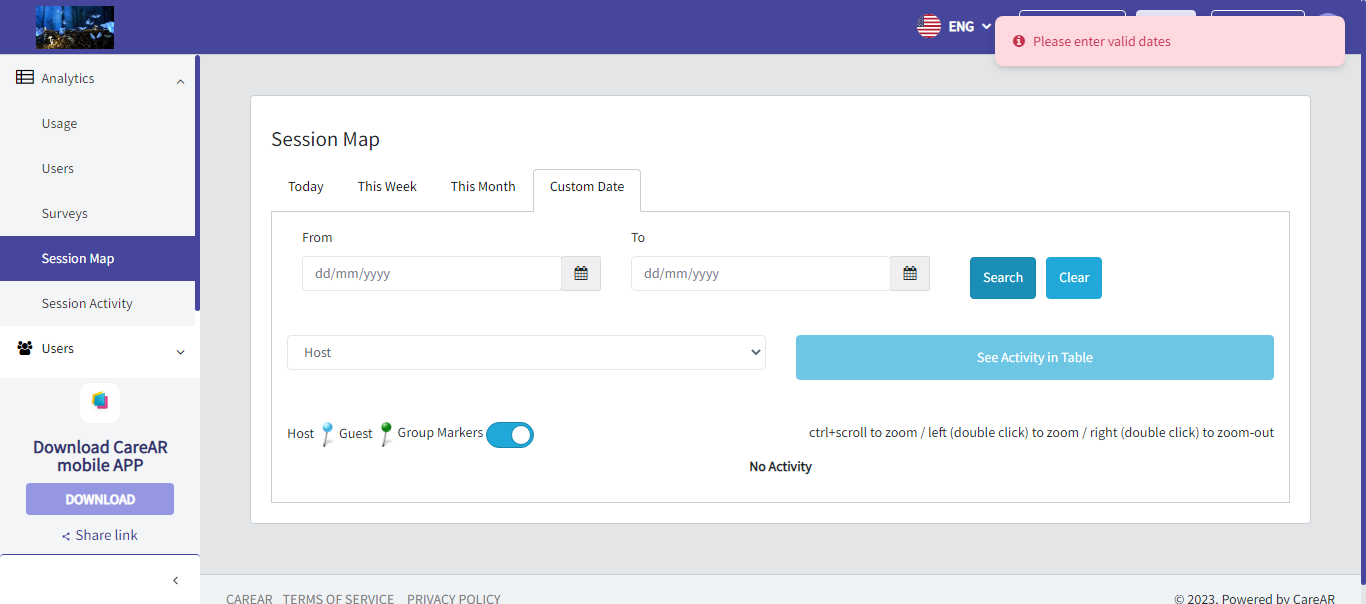 ENG
Please enter valid dates
Analytics
Usage
Users
Surveys
Session Map
Session Activity
Users
Download CareAR
mobile APP
DOWNLOAD
Share link
Session Map
Today This Week This Month Custom Date
From To
dd/mm/yyyy dd/mm/yyyy Search Clear
Host See Activity in Table
Host Guest Group Markers ctrl+scroll to zoom / left (double click) to zoom / right (double click) to zoom-out
No Activity
CAREAR TERMS OF SERVICE PRIVACY POLICY © 2023. Powered by CareAR